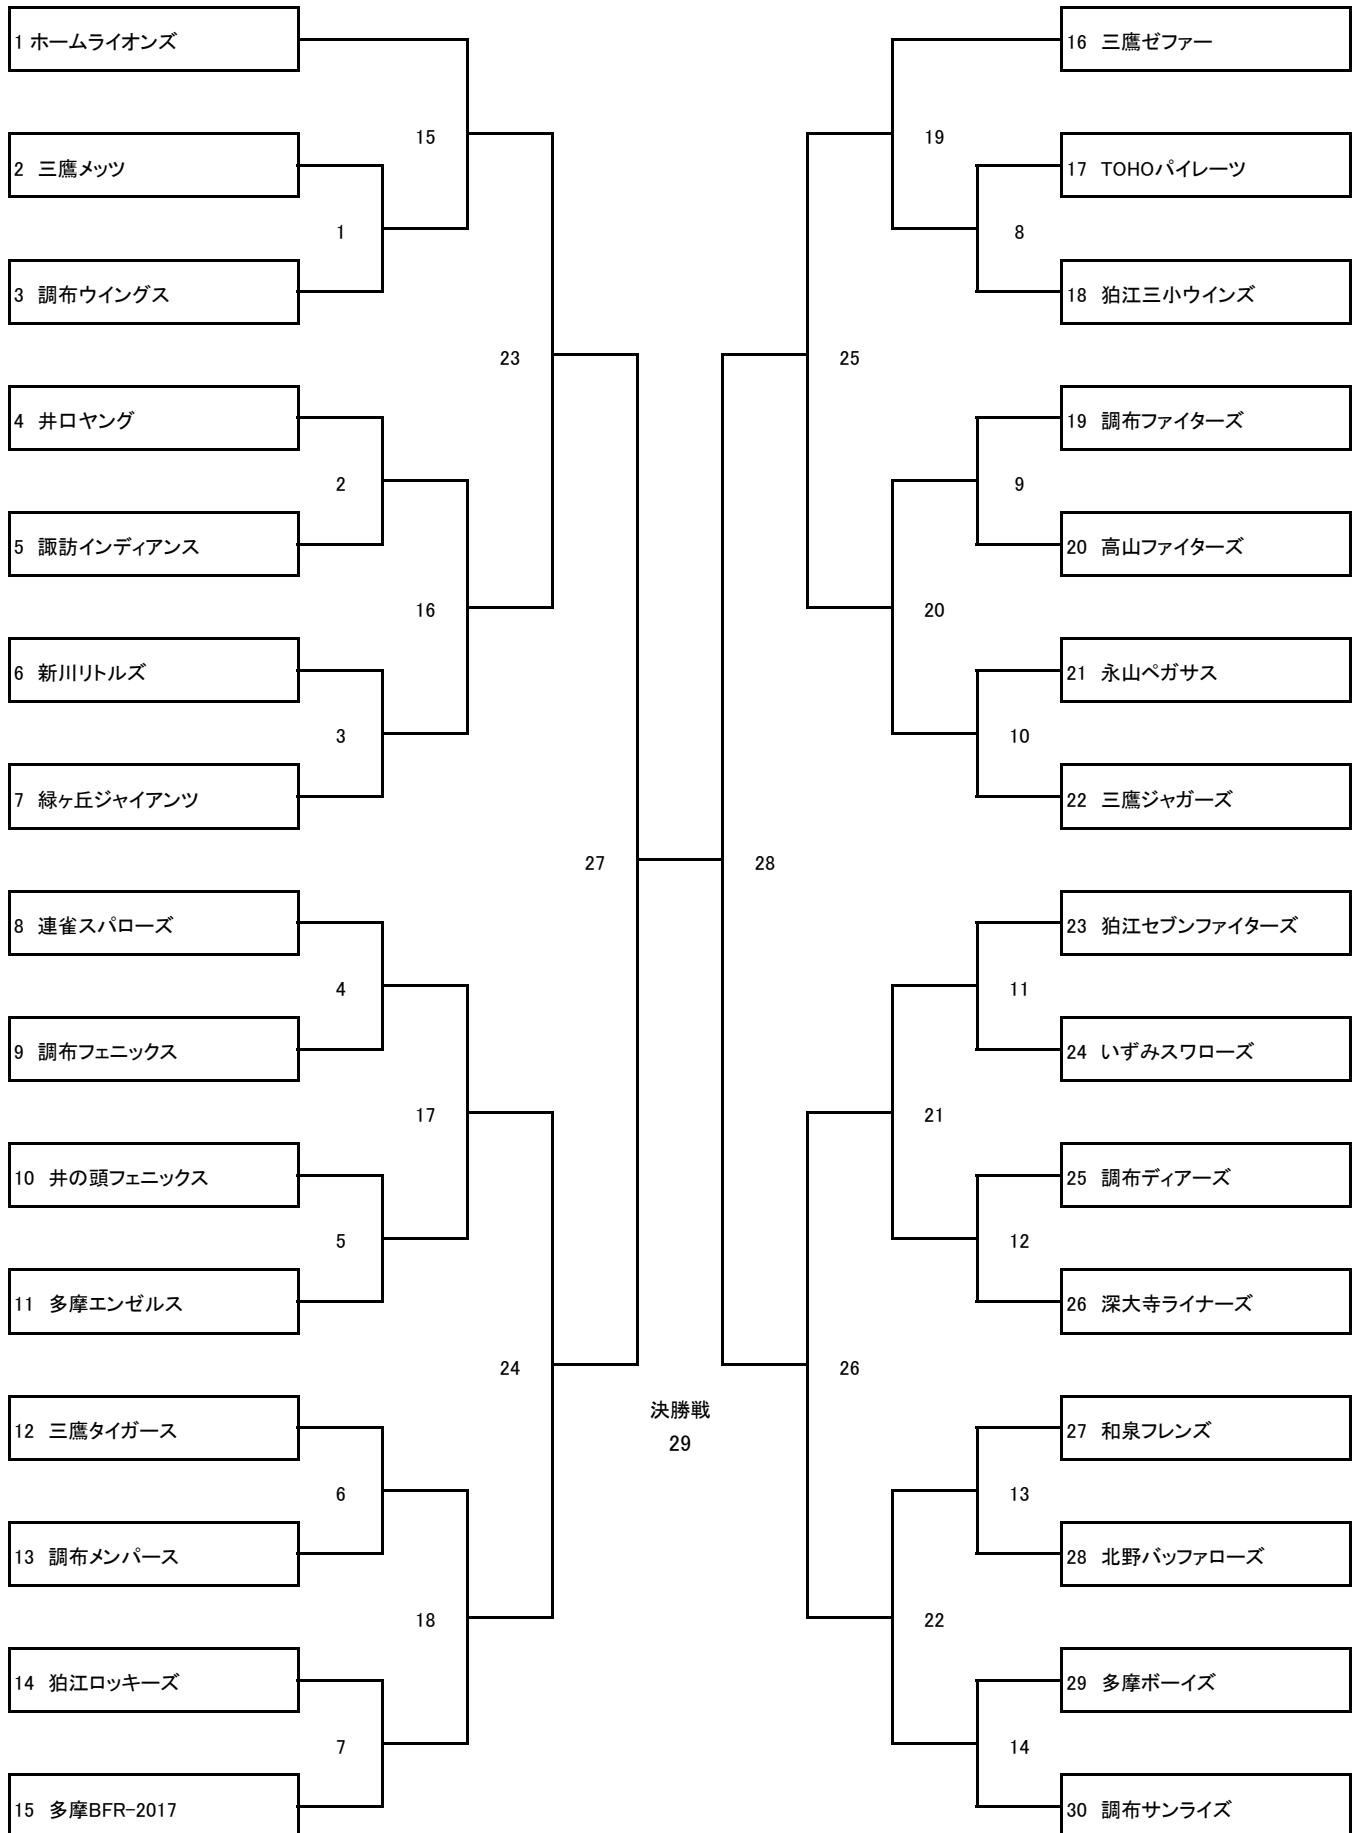 1 ホームライオンズ
2 三鷹メッツ
3 調布ウイングス
4 井口ヤング
5 諏訪インディアンス
6 新川リトルズ
7 緑ヶ丘ジャイアンツ
8 連雀スパローズ
9 調布フェニックス
10 井の頭フェニックス
11 多摩エンゼルス
12 三鷹タイガース
13 調布メンパース
14 狛江ロッキーズ
15 多摩BFR-2017
1
2
3
4
5
6
7
15
16
17
18
23
24
27
決勝戦
29
28
25
26
19
20
21
22
8
9
10
11
12
13
14
16 三鷹ゼファー
17 TOHOパイレーツ
18 狛江三小ウインズ
19 調布ファイターズ
20 高山ファイターズ
21 永山ペガサス
22 三鷹ジャガーズ
23 狛江セブンファイターズ
24 いずみスワローズ
25 調布ディアーズ
26 深大寺ライナーズ
27 和泉フレンズ
28 北野バッファローズ
29 多摩ボーイズ
30 調布サンライズ